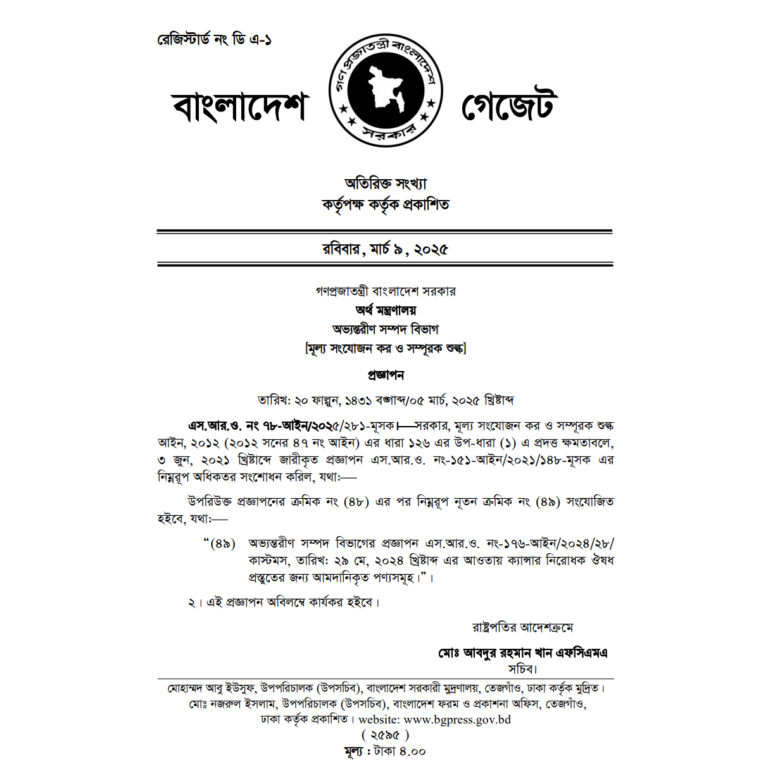 রেজিস্টার্ড নং ডি এ-১
বাংলাদেশ গেজেট
গণপ্রজাতন্ত্রী বাংলাদেশ
সরকার
অতিরিক্ত সংখ্যা
কর্তৃপক্ষ কর্তৃক প্রকাশিত
রবিবার, মার্চ ৯, ২০২৫
গণপ্রজাতন্ত্রী বাংলাদেশ সরকার
অর্থ মন্ত্রণালয়
অভ্যন্তরীণ সম্পদ বিভাগ
[মূল্য সংযোজন কর ও সম্পূরক শুল্ক]
প্রজ্ঞাপন
তারিখ: ২০ ফাল্গুন, ১৪৩১ বঙ্গাব্দ/০৫ মার্চ, ২০২৫ খ্রিষ্টাব্দ
এস.আর.ও. নং ৭৮-আইন/২০২৫/২৮১-মূসক।—সরকার, মূল্য সংযোজন কর ও সম্পূরক শুল্ক
আইন, ২০১২ (২০১২ সনের ৪৭ নং আইন) এর ধারা ১২৬ এর উপ-ধারা (১) এ প্রদত্ত ক্ষমতাবলে,
৩ জুন, ২০২১ খ্রিষ্টাব্দে জারীকৃত প্রজ্ঞাপন এস.আর.ও. নং-১৫১-আইন/২০২১/১৪৮-মূসক এর
নিম্নরূপ অধিকতর সংশোধন করিল, যথা:—
উপরিউক্ত প্রজ্ঞাপনের ক্রমিক নং (৪৮) এর পর নিম্নরূপ নূতন ক্রমিক নং (৪৯) সংযোজিত
হইবে, যথা:—
“(৪৯) অভ্যন্তরীণ সম্পদ বিভাগের প্রজ্ঞাপন এস.আর.ও. নং-১৭৬-আইন/২০২৪/২৮/
কাস্টমস, তারিখ: ২৯ মে, ২০২৪ খ্রিষ্টাব্দ এর আওতায় ক্যান্সার নিরোধক ঔষধ
প্রস্তুতের জন্য আমদানিকৃত পণ্যসমূহ।”।
২। এই প্রজ্ঞাপন অবিলম্বে কার্যকর হইবে।
রাষ্ট্রপতির আদেশক্রমে
মোঃ আবদুর রহমান খান এফসিএমএ
সচিব।
মোহাম্মদ আবু ইউসুফ, উপপরিচালক (উপসচিব), বাংলাদেশ সরকারী মুদ্রণালয়, তেজগাঁও, ঢাকা কর্তৃক মুদ্রিত।
মোঃ নজরুল ইসলাম, উপপরিচালক (উপসচিব), বাংলাদেশ ফরম ও প্রকাশনা অফিস, তেজগাঁও,
ঢাকা কর্তৃক প্রকাশিত। website: www.bgpress.gov.bd
( ২৫৯৫ )
মূল্য : টাকা ৪.০০